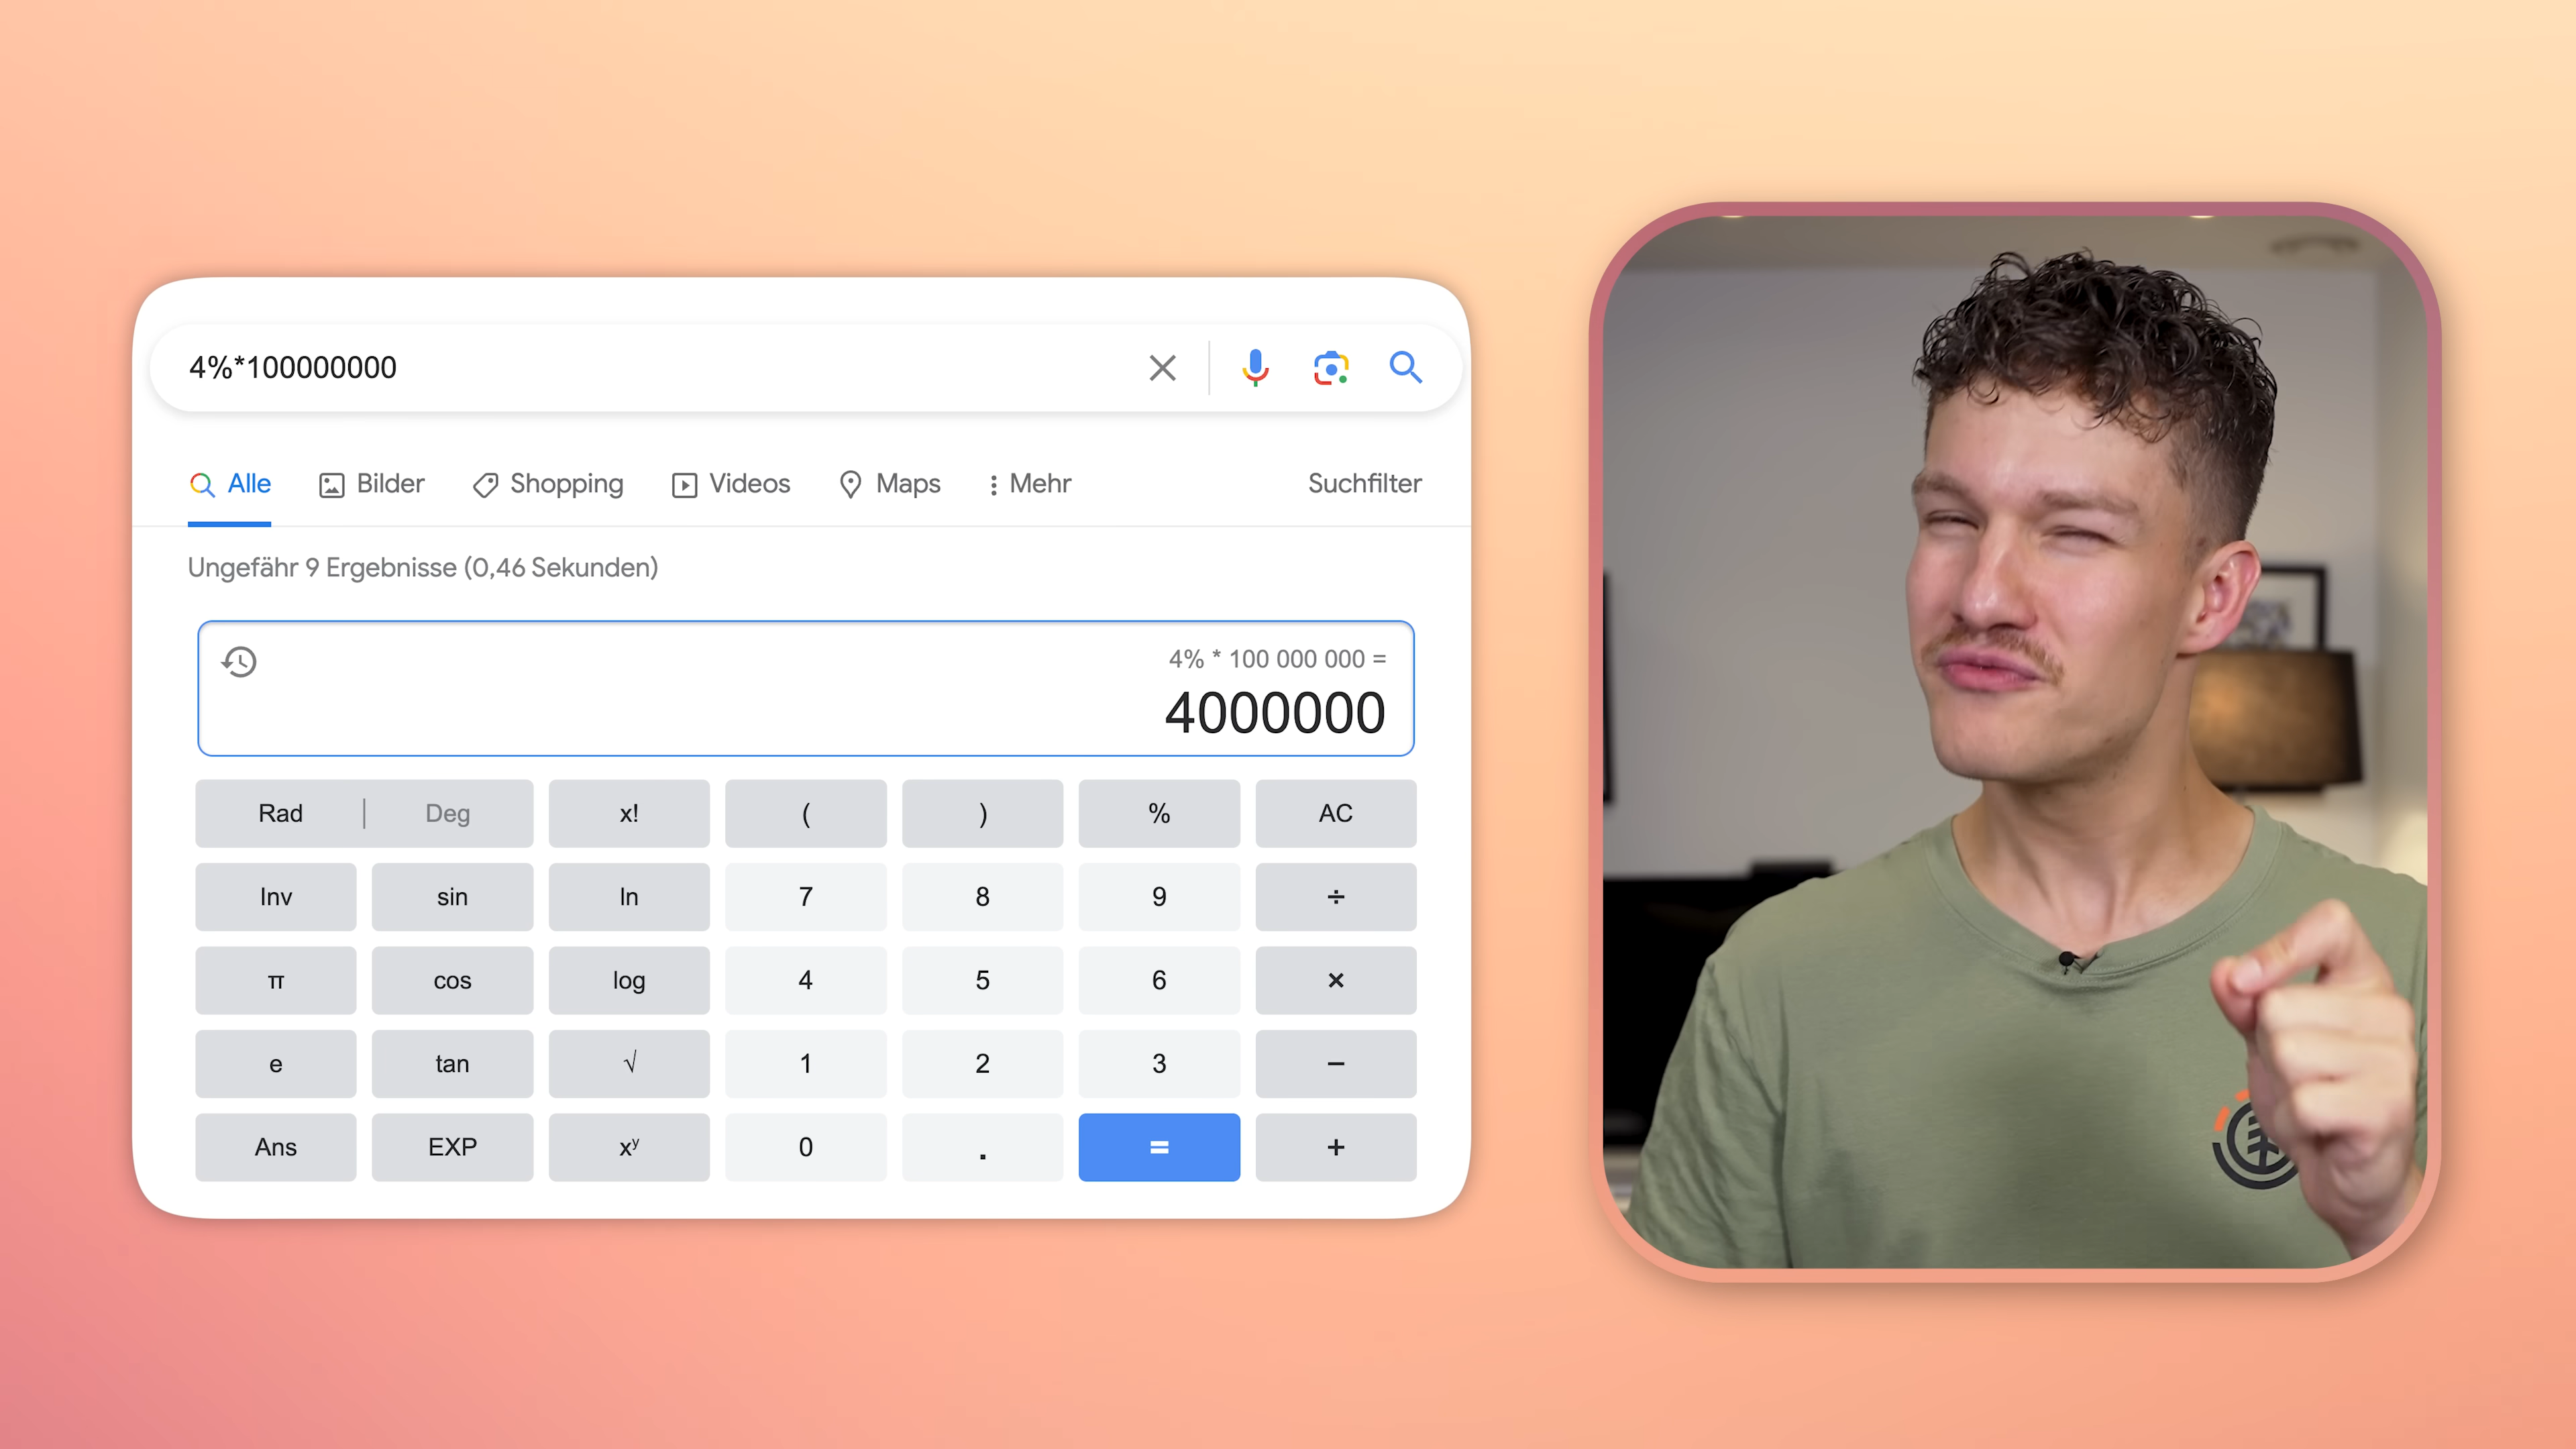 4%*100000000
Alle Bilder Shopping Videos Maps Mehr Suchfilter
Ungefähr 9 Ergebnisse (0,46 Sekunden)
4% * 100 000 000 =
4000000
Rad | Deg x! ( ) % AC
Inv sin ln 7 8 9 ÷
π cos log 4 5 6 ×
e tan √ 1 2 3 −
Ans EXP xʸ 0 . = +